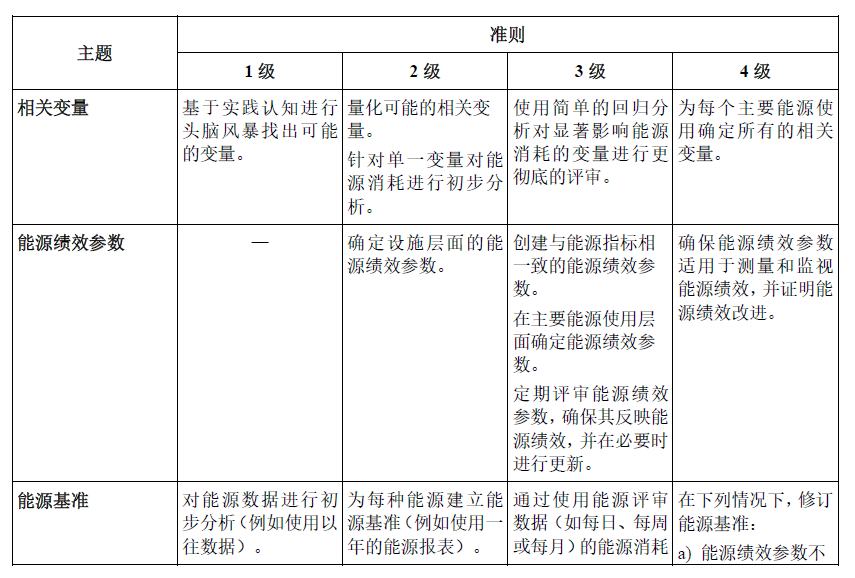 主题
准则
1 级
2 级
3 级
4 级
相关变量
基于实践认知进行
头脑风暴找出可能
的变量。
量化可能的相关变
量。
针对单一变量对能
源消耗进行初步分
析。
使用简单的回归分
析对显著影响能源
消耗的变量进行更
彻底的评审。
为每个主要能源使
用确定所有的相关
变量。
能源绩效参数
—
确定设施层面的能
源绩效参数。
创建与能源指标相
一致的能源绩效参
数。
在主要能源使用层
面确定能源绩效参
数。
定期评审能源绩效
参数，确保其反映能
源绩效，并在必要时
进行更新。
确保能源绩效参数
适用于测量和监视
能源绩效，并证明能
源绩效改进。
能源基准
对能源数据进行初
步分析（例如使用以
往数据）。
为每种能源建立能
源基准（例如使用一
年的能源报表）。
通过使用能源评审
数据（如每日、每周
或每月）的能源消耗
在下列情况下，修订
能源基准：
a) 能源绩效参数不